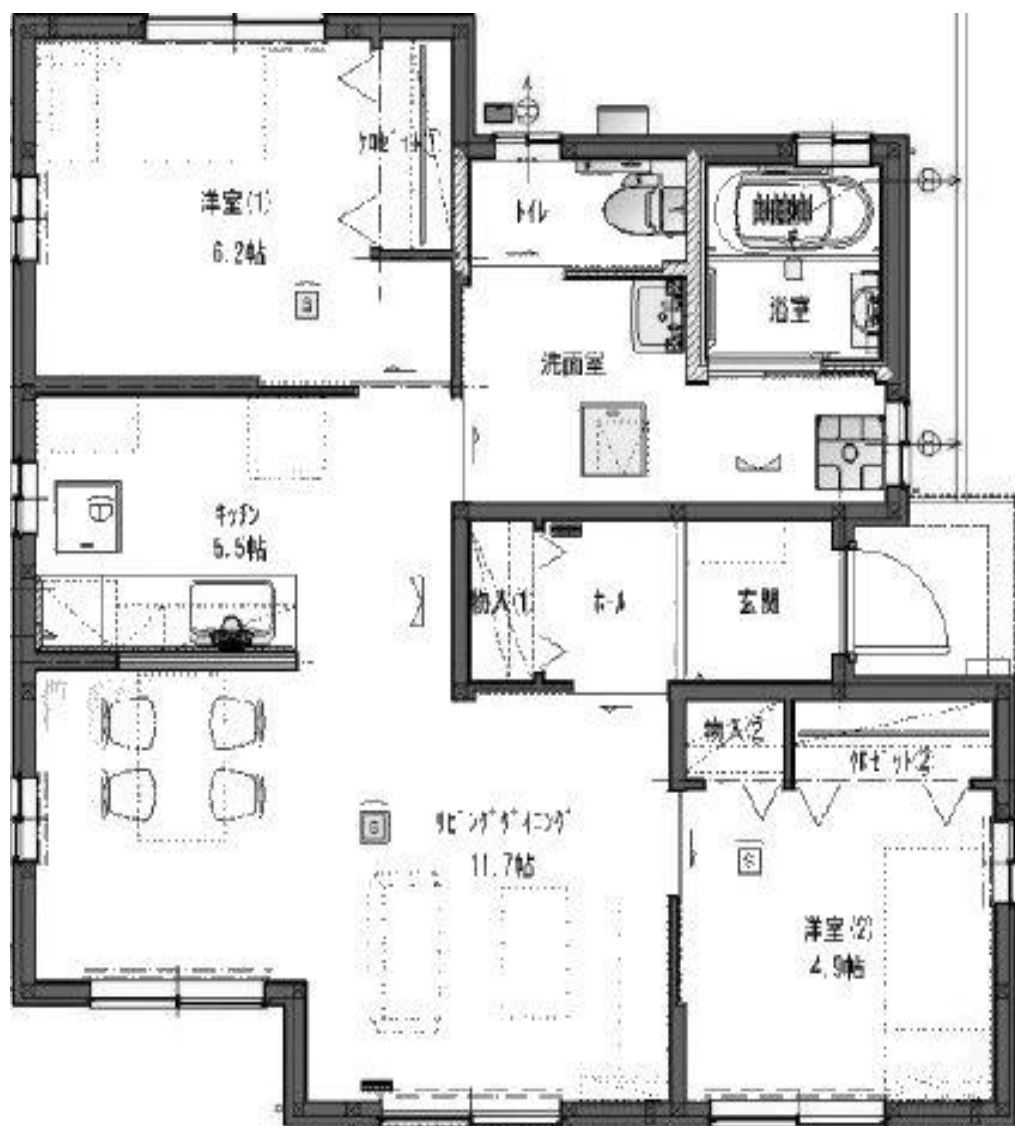 クロゼット(1)
洋室(1)
6.2帖
トイレ
浴室
洗面室
キッチン
5.5帖
物入(1)
ホール
玄関
物入(2)
クロゼット(2)
リビングダイニング
11.7帖
洋室(2)
4.9帖